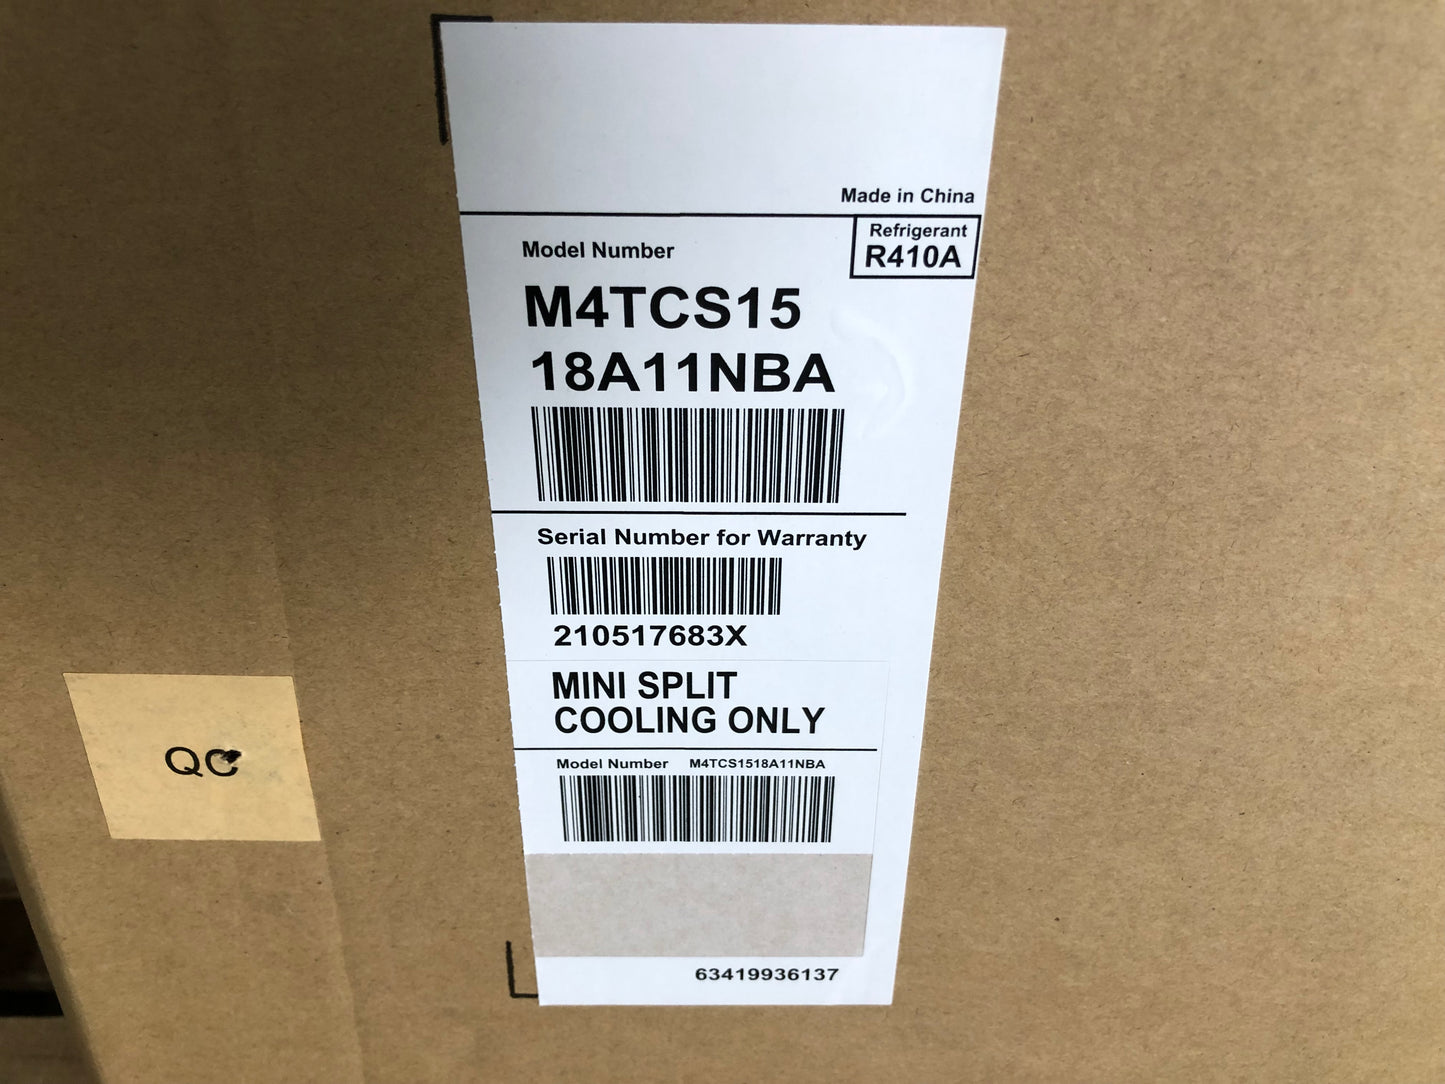 Made in China
Refrigerant
R410A
Model Number
M4TCS15
18A11NBA
Serial Number for Warranty
210517683X
MINI SPLIT
COOLING ONLY
Model Number M4TCS1518A11NBA
63419936137
QC